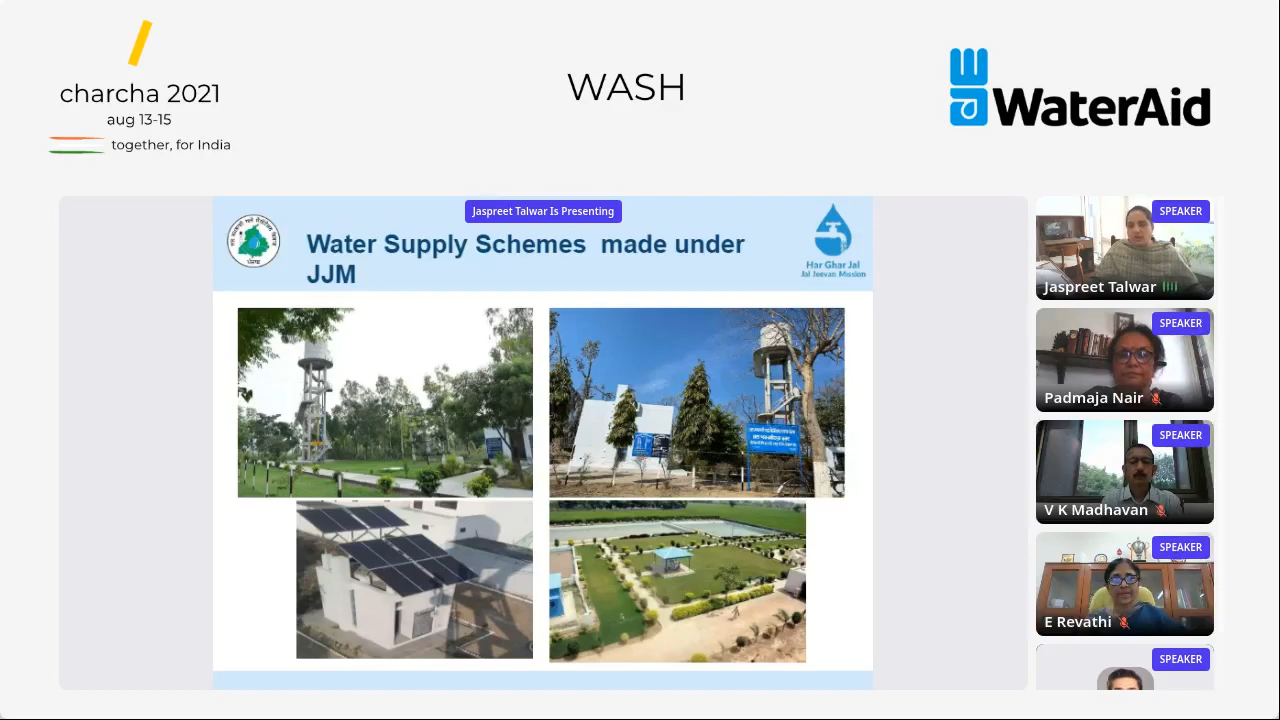 charcha 2021
aug 13-15
together, for India
WASH
WaterAid
Jaspreet Talwar Is Presenting
Water Supply Schemes made under
JJM
Har Ghar Jal
Jal Jeevan Mission
SPEAKER
Jaspreet Talwar
SPEAKER
Padmaja Nair
SPEAKER
V K Madhavan
SPEAKER
E Revathi
SPEAKER